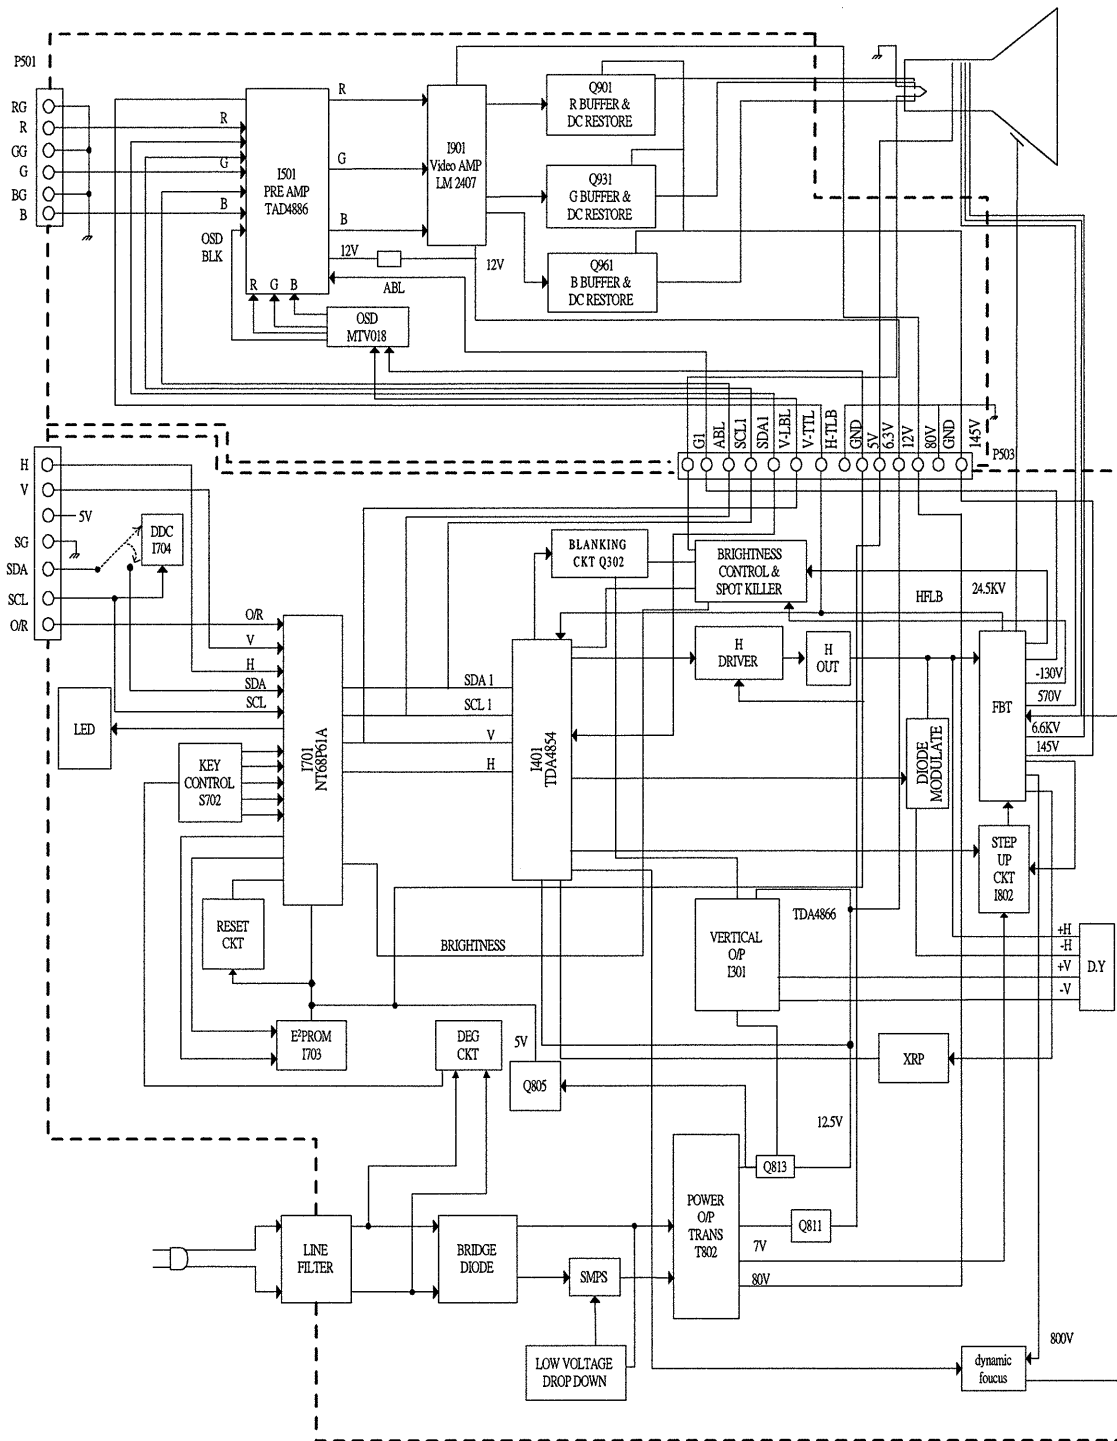 P501
RG
R
GG
G
BG
B
R
G
B
OSD
BLK
I501
PRE AMP
TAD4886
R
G
B
R
G
B
12V
ABL
12V
I901
Video AMP
LM 2407
OSD
MTV018
Q901
R BUFFER &
DC RESTORE
Q931
G BUFFER &
DC RESTORE
Q961
B BUFFER &
DC RESTORE
G1
ABL
SCL1
SDA1
V-LBL
V-TTL
H-TLB
GND
5V
6.3V
12V
80V
GND
145V
P503
H
V
5V
SG
SDA
SCL
O/R
DDC
I704
O/R
V
H
SDA
SCL
LED
KEY
CONTROL
S702
I701
NT68P61A
SDA 1
SCL 1
V
H
BLANKING
CKT Q302
BRIGHTNESS
CONTROL &
SPOT KILLER
HFLB
24.5KV
I401
TDA4854
H
DRIVER
H
OUT
FBT
-130V
570V
6.6KV
145V
DIODE
MODULATE
STEP
UP
CKT
I802
RESET
CKT
BRIGHTNESS
TDA4866
VERTICAL
O/P
I301
+H
-H
+V
-V
D.Y
E²PROM
I703
DEG
CKT
5V
Q805
XRP
12.5V
Q813
POWER
O/P
TRANS
T802
Q811
7V
80V
LINE
FILTER
BRIDGE
DIODE
SMPS
LOW VOLTAGE
DROP DOWN
800V
dynamic
foucus